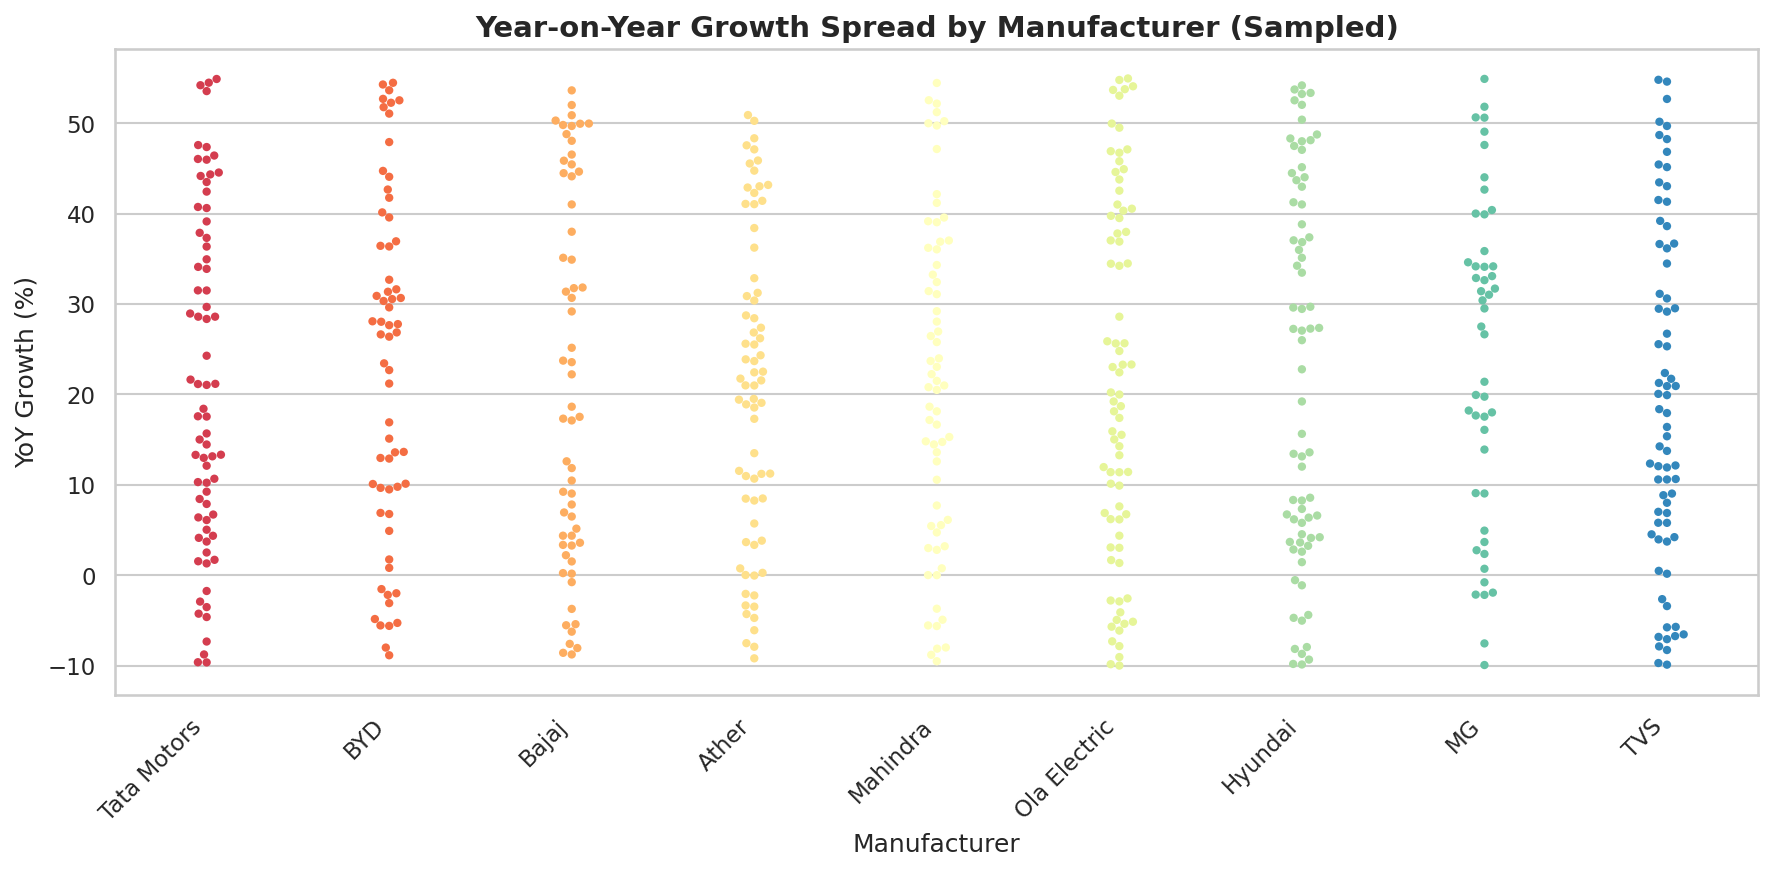 Year-on-Year Growth Spread by Manufacturer (Sampled)
YoY Growth (%)
50
40
30
20
10
0
−10
Tata Motors
BYD
Bajaj
Ather
Mahindra
Ola Electric
Hyundai
MG
TVS
Manufacturer